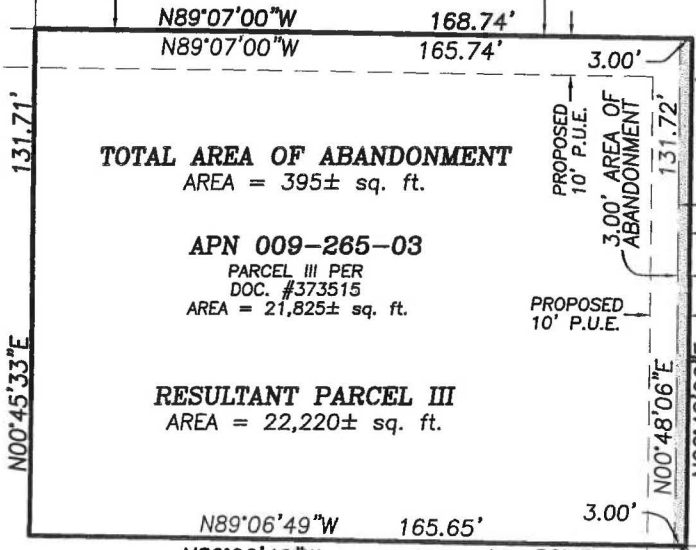 N89°07'00"W 168.74'
N89°07'00"W 165.74' 3.00'
131.71'
PROPOSED
10' P.U.E.
3.00' AREA OF
ABANDONMENT
131.72'
TOTAL AREA OF ABANDONMENT
AREA = 395± sq. ft.
APN 009-265-03
PARCEL III PER
DOC. #373515
AREA = 21,825± sq. ft.
PROPOSED
10' P.U.E.
RESULTANT PARCEL III
AREA = 22,220± sq. ft.
N00°45'33"E
N00°48'06"E
N89°06'49"W 165.65' 3.00'